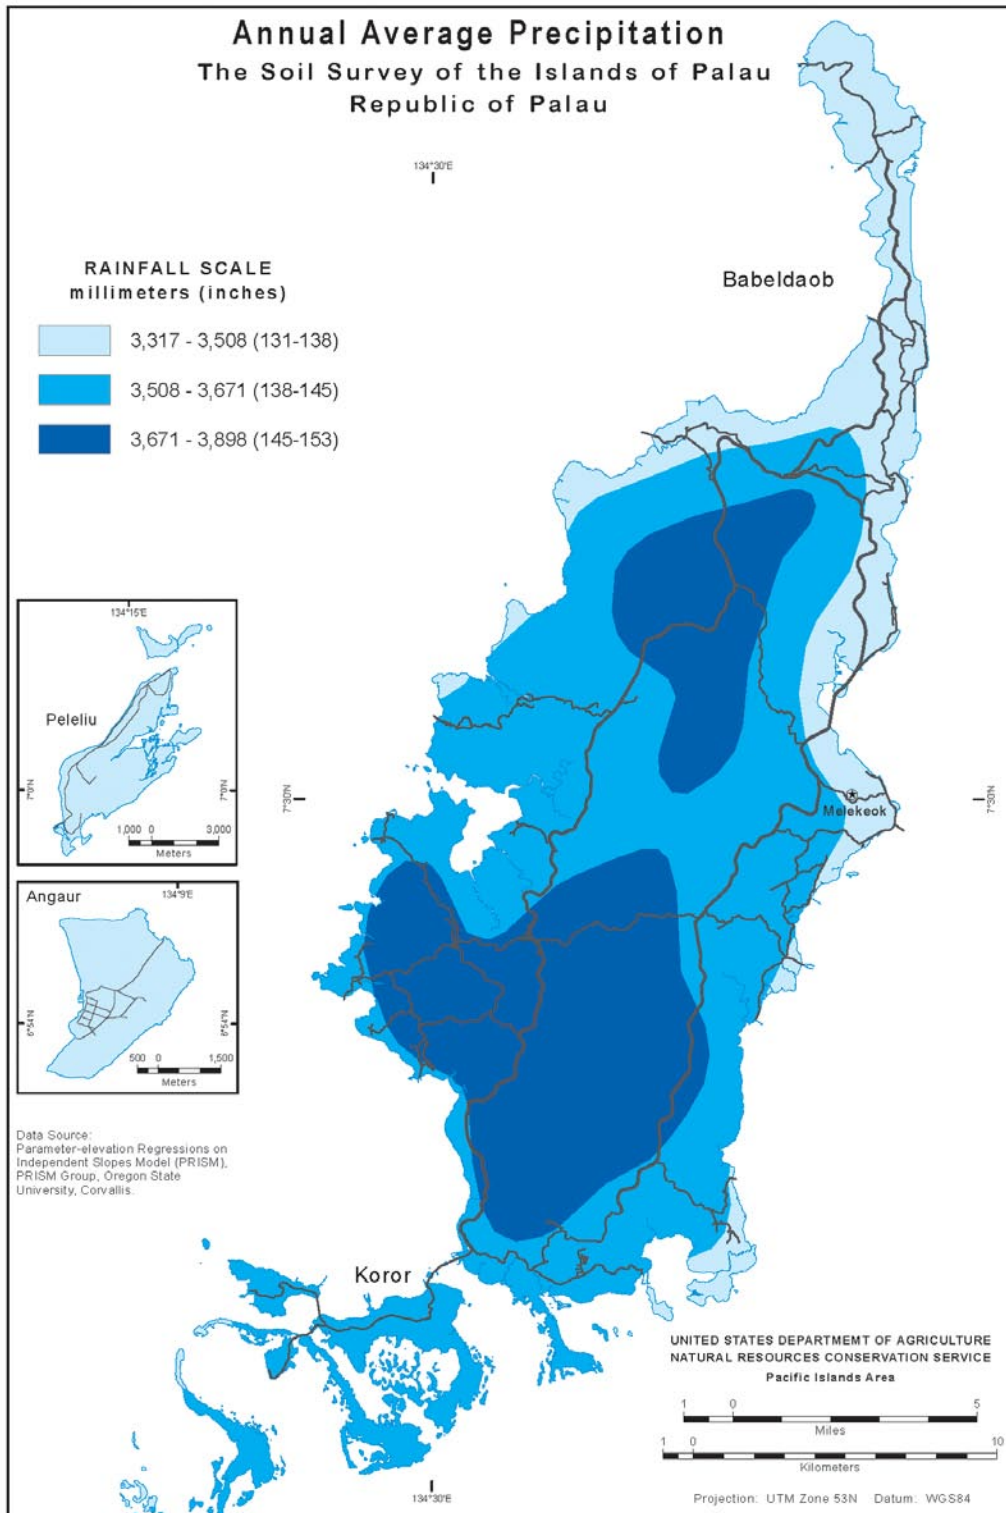 Annual Average Precipitation
The Soil Survey of the Islands of Palau
Republic of Palau
134°30'E
RAINFALL SCALE
millimeters (inches)
3,317 - 3,508 (131-138)
3,508 - 3,671 (138-145)
3,671 - 3,898 (145-153)
Babeldaob
134°15'E
Peleliu
7°0'N
7°0'N
1,000 0 3,000
Meters
7°30'N
7°30'N
Melekeok
Angaur
134°9'E
6°54'N
6°54'N
500 0 1,500
Meters
Data Source:
Parameter-elevation Regressions on
Independent Slopes Model (PRISM),
PRISM Group, Oregon State
University, Corvallis.
Koror
UNITED STATES DEPARTMEMT OF AGRICULTURE
NATURAL RESOURCES CONSERVATION SERVICE
Pacific Islands Area
1 0 5
Miles
1 0 10
Kilometers
134°30'E
Projection: UTM Zone 53N Datum: WGS84